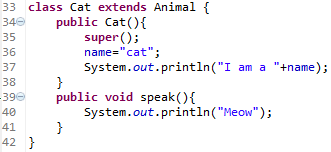 33 class Cat extends Animal {
34 public Cat(){
35 super();
36 name="cat";
37 System.out.println("I am a "+name);
38 }
39 public void speak(){
40 System.out.println("Meow");
41 }
42 }